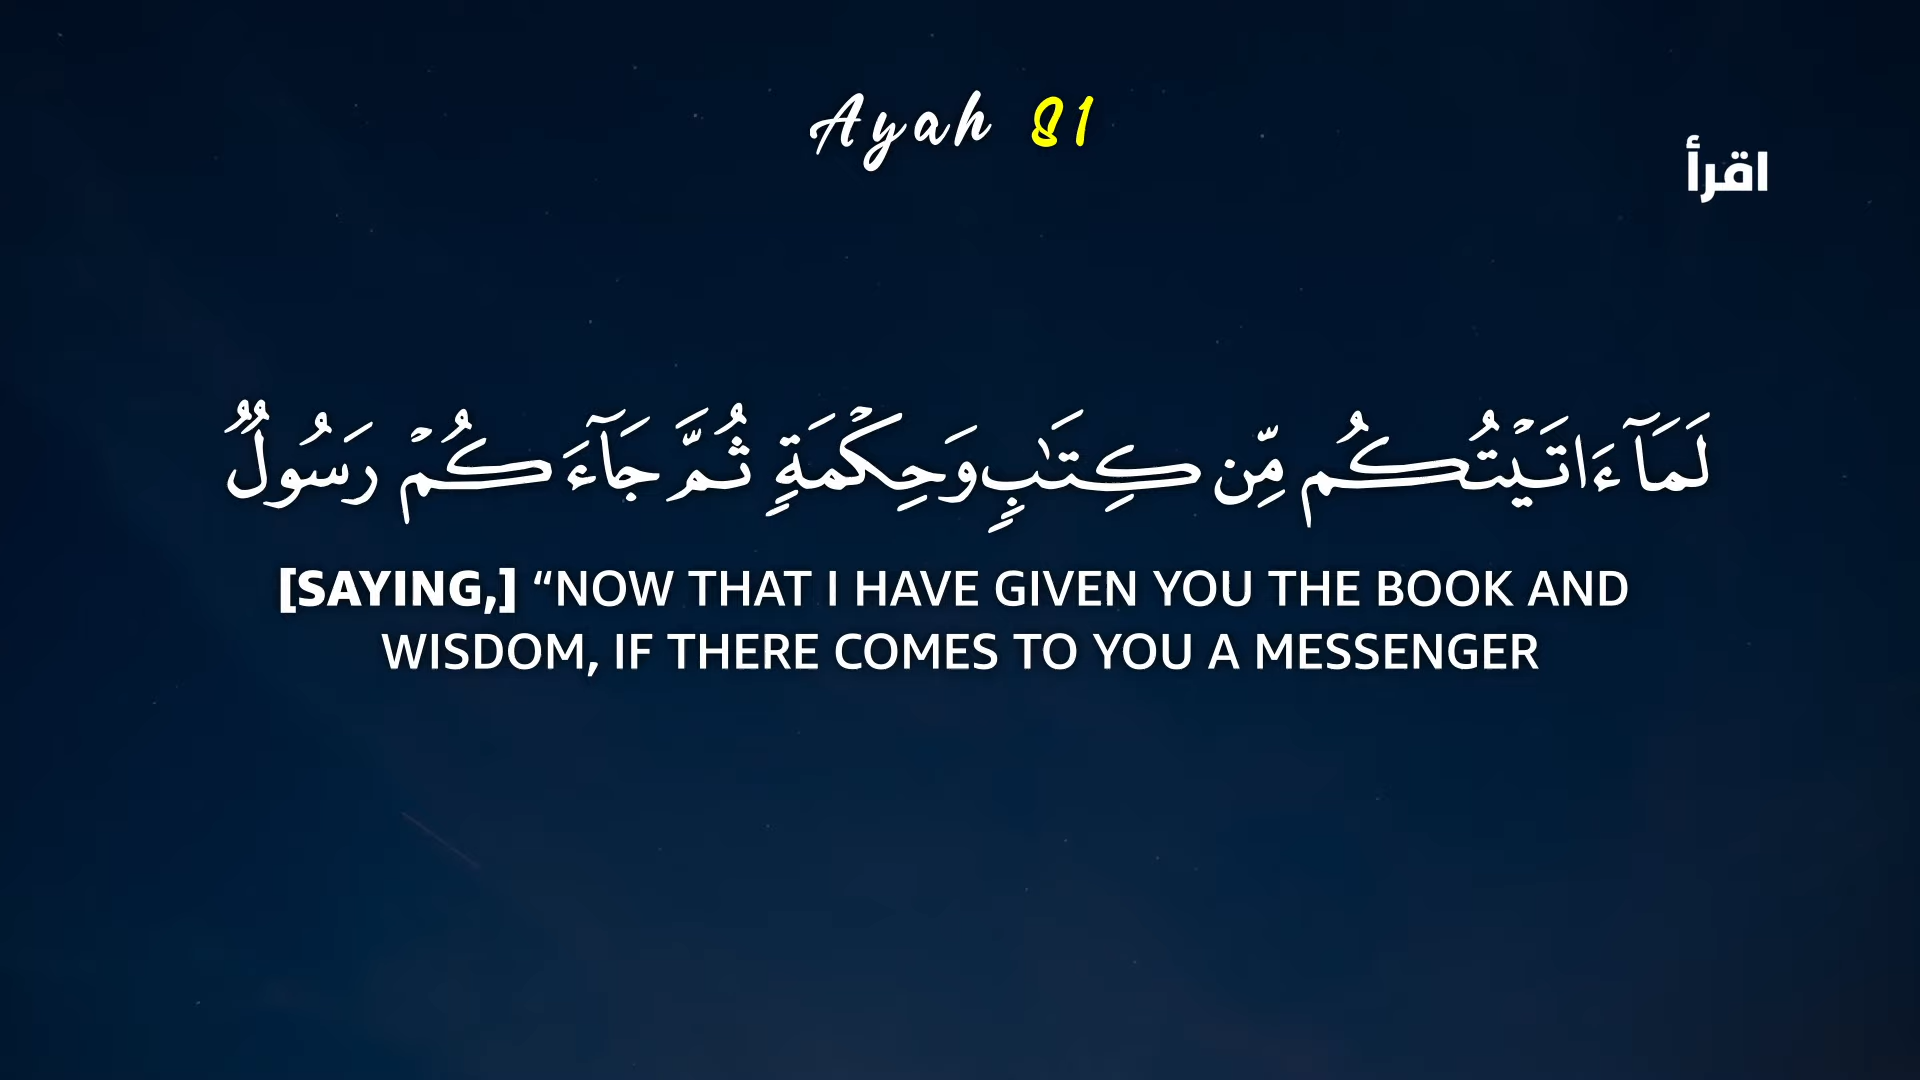 Ayah 81
اقرأ
لَمَآ ءَاتَيْتُكُم مِّن كِتَـٰبٍ وَحِكْمَةٍ ثُمَّ جَآءَكُمْ رَسُولٌ
[SAYING,] “NOW THAT I HAVE GIVEN YOU THE BOOK AND
WISDOM, IF THERE COMES TO YOU A MESSENGER